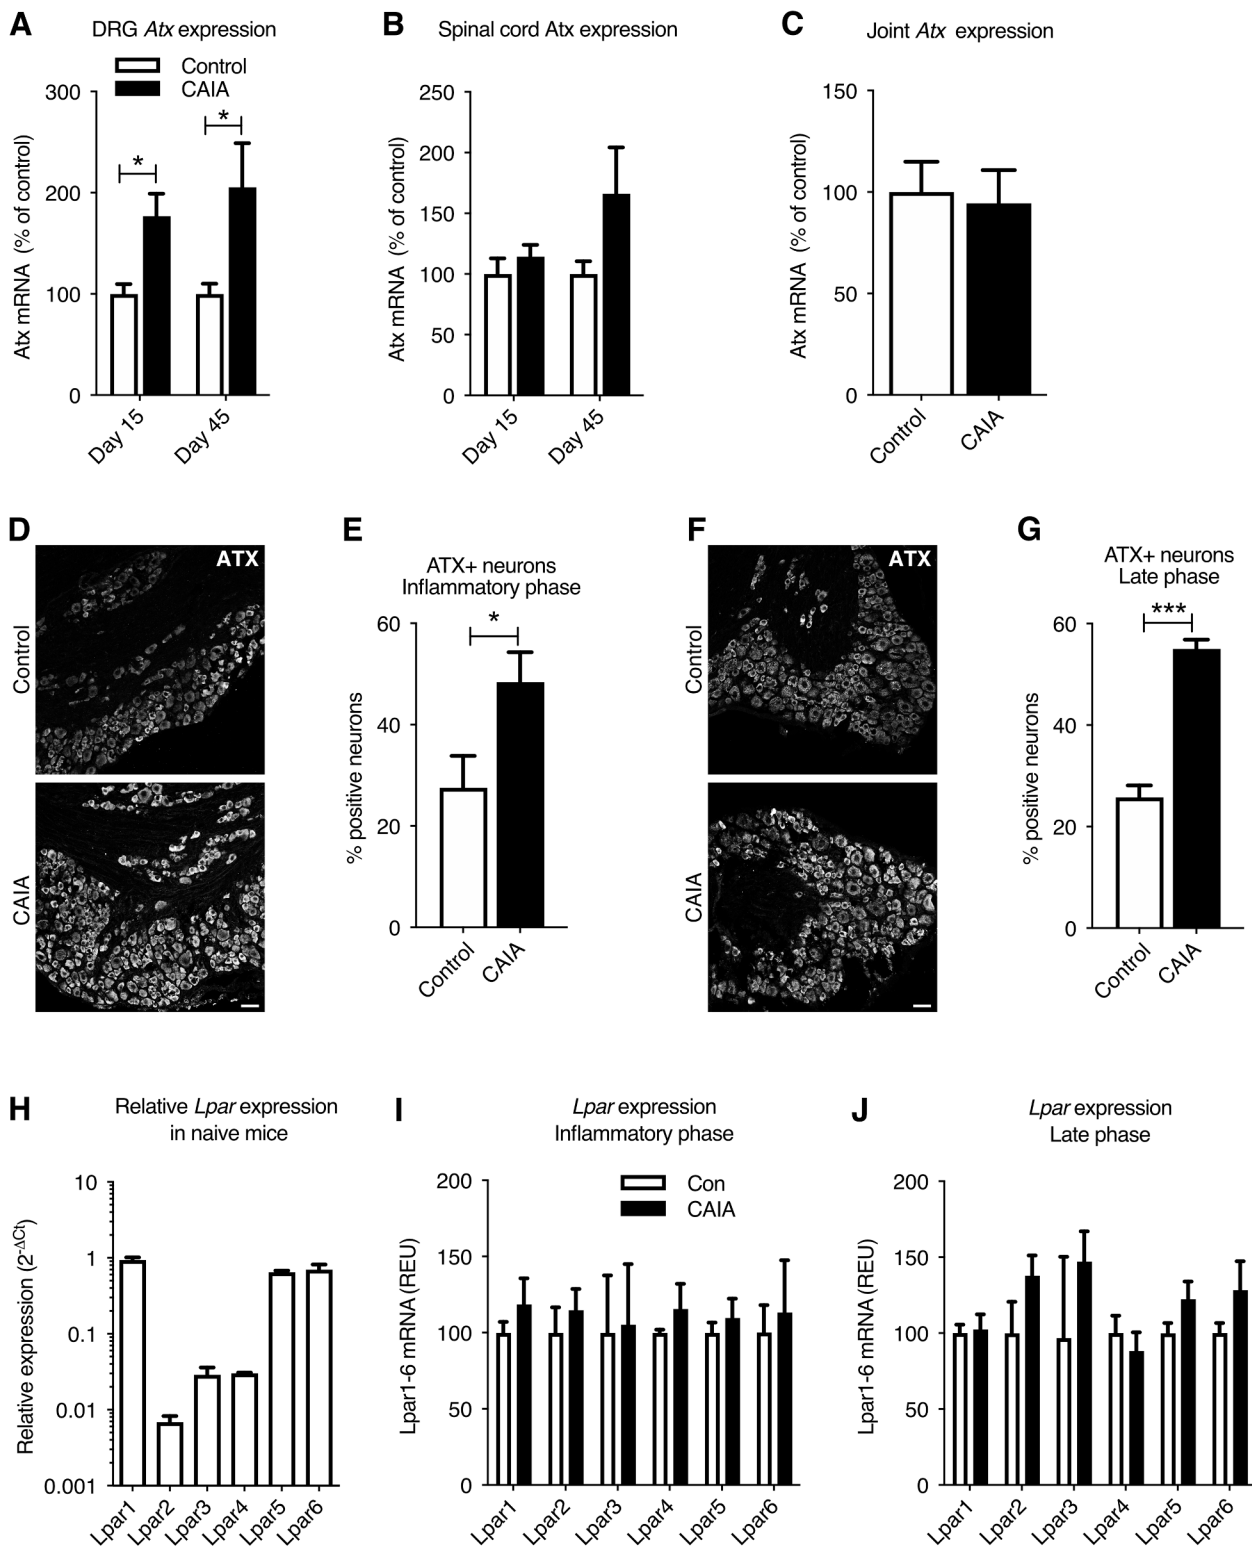 A
DRG Atx expression
Control
CAIA
Atx mRNA (% of control)
300
200
100
0
*
*
Day 15
Day 45
B
Spinal cord Atx expression
Atx mRNA (% of control)
250
200
150
100
50
0
Day 15
Day 45
C
Joint Atx expression
Atx mRNA (% of control)
150
100
50
0
Control
CAIA
D
Control
ATX
CAIA
E
ATX+ neurons
Inflammatory phase
% positive neurons
60
40
20
0
*
Control
CAIA
F
Control
ATX
CAIA
G
ATX+ neurons
Late phase
% positive neurons
60
40
20
0
***
Control
CAIA
H
Relative Lpar expression
in naive mice
Relative expression (2-ΔCt)
10
1
0.1
0.01
0.001
Lpar1
Lpar2
Lpar3
Lpar4
Lpar5
Lpar6
I
Lpar expression
Inflammatory phase
Con
CAIA
Lpar1-6 mRNA (REU)
200
150
100
50
0
Lpar1
Lpar2
Lpar3
Lpar4
Lpar5
Lpar6
J
Lpar expression
Late phase
Lpar1-6 mRNA (REU)
200
150
100
50
0
Lpar1
Lpar2
Lpar3
Lpar4
Lpar5
Lpar6